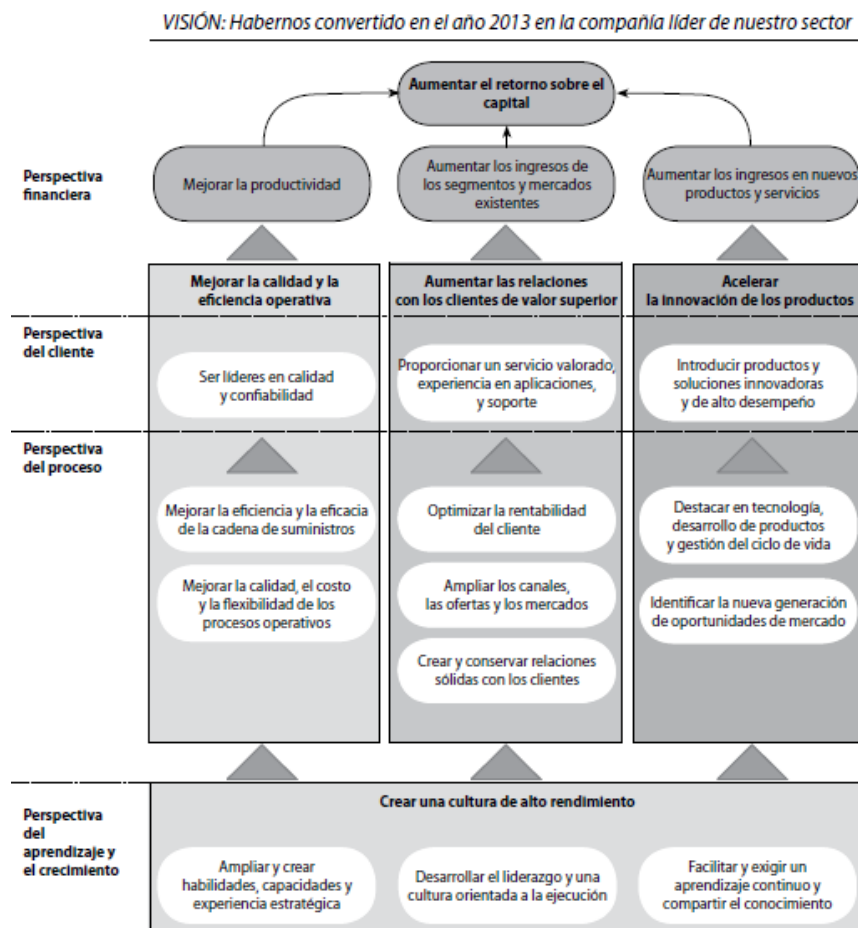 VISIÓN: Habernos convertido en el año 2013 en la compañía líder de nuestro sector
Aumentar el retorno sobre el
capital
Perspectiva
financiera
Mejorar la productividad
Aumentar los ingresos de
los segmentos y mercados
existentes
Aumentar los ingresos en nuevos
productos y servicios
Mejorar la calidad y la
eficiencia operativa
Aumentar las relaciones
con los clientes de valor superior
Acelerar
la innovación de los productos
Perspectiva
del cliente
Ser líderes en calidad
y confiabilidad
Proporcionar un servicio valorado,
experiencia en aplicaciones,
y soporte
Introducir productos y
soluciones innovadoras
y de alto desempeño
Perspectiva
del proceso
Mejorar la eficiencia y la eficacia
de la cadena de suministros
Optimizar la rentabilidad
del cliente
Destacar en tecnología,
desarrollo de productos
y gestión del ciclo de vida
Mejorar la calidad, el costo
y la flexibilidad de los
procesos operativos
Ampliar los canales,
las ofertas y los mercados
Identificar la nueva generación
de oportunidades de mercado
Crear y conservar relaciones
sólidas con los clientes
Perspectiva
del
aprendizaje y
el crecimiento
Crear una cultura de alto rendimiento
Ampliar y crear
habilidades, capacidades y
experiencia estratégica
Desarrollar el liderazgo y una
cultura orientada a la ejecución
Facilitar y exigir un
aprendizaje continuo y
compartir el conocimiento